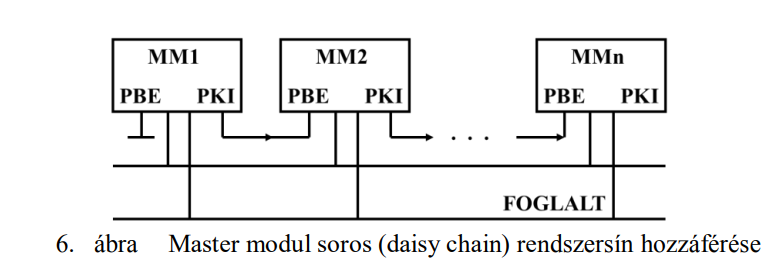 MM1 MM2 MMn
PBE PKI PBE PKI PBE PKI
. . .
FOGLALT
6. ábra Master modul soros (daisy chain) rendszersín hozzáférése